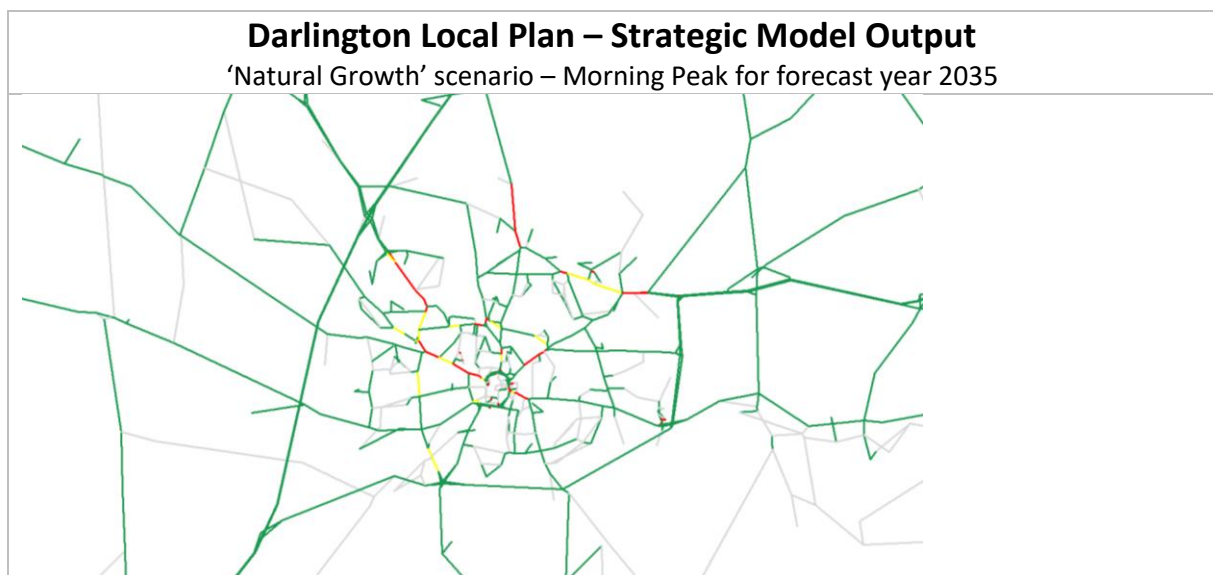 Darlington Local Plan – Strategic Model Output
‘Natural Growth’ scenario – Morning Peak for forecast year 2035